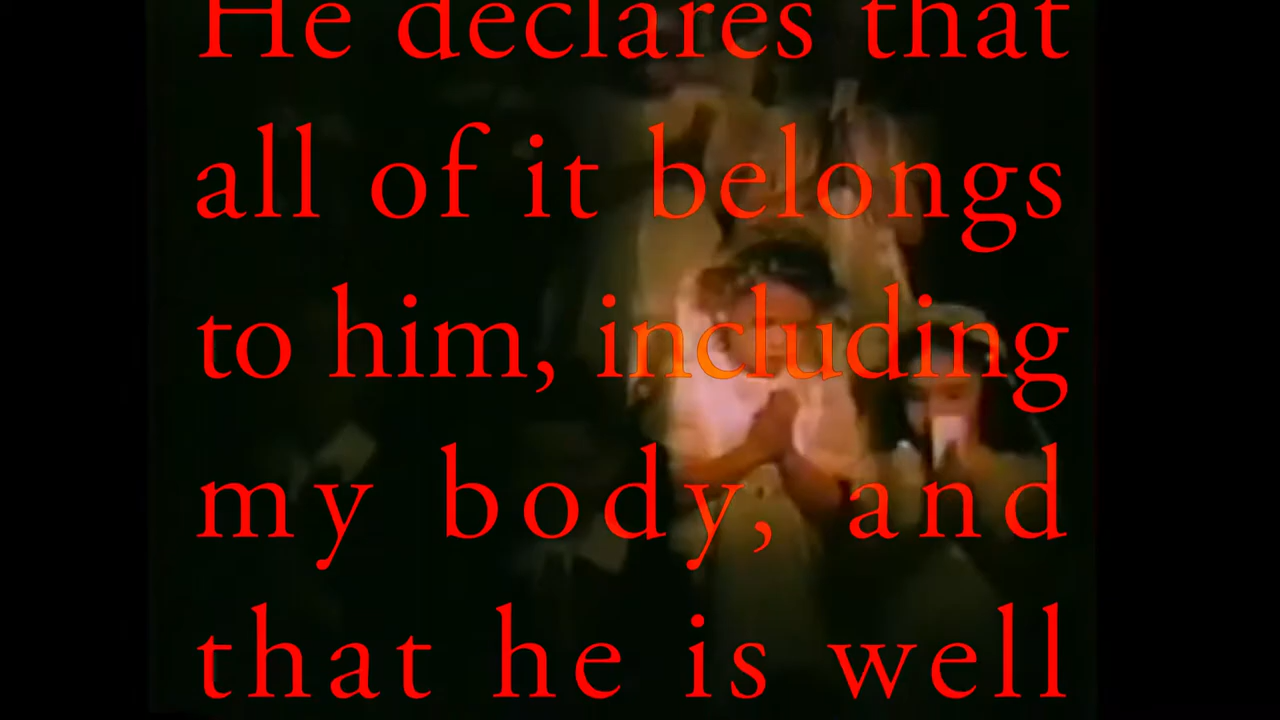 He declares that
all of it belongs
to him, including
my body, and
that he is well